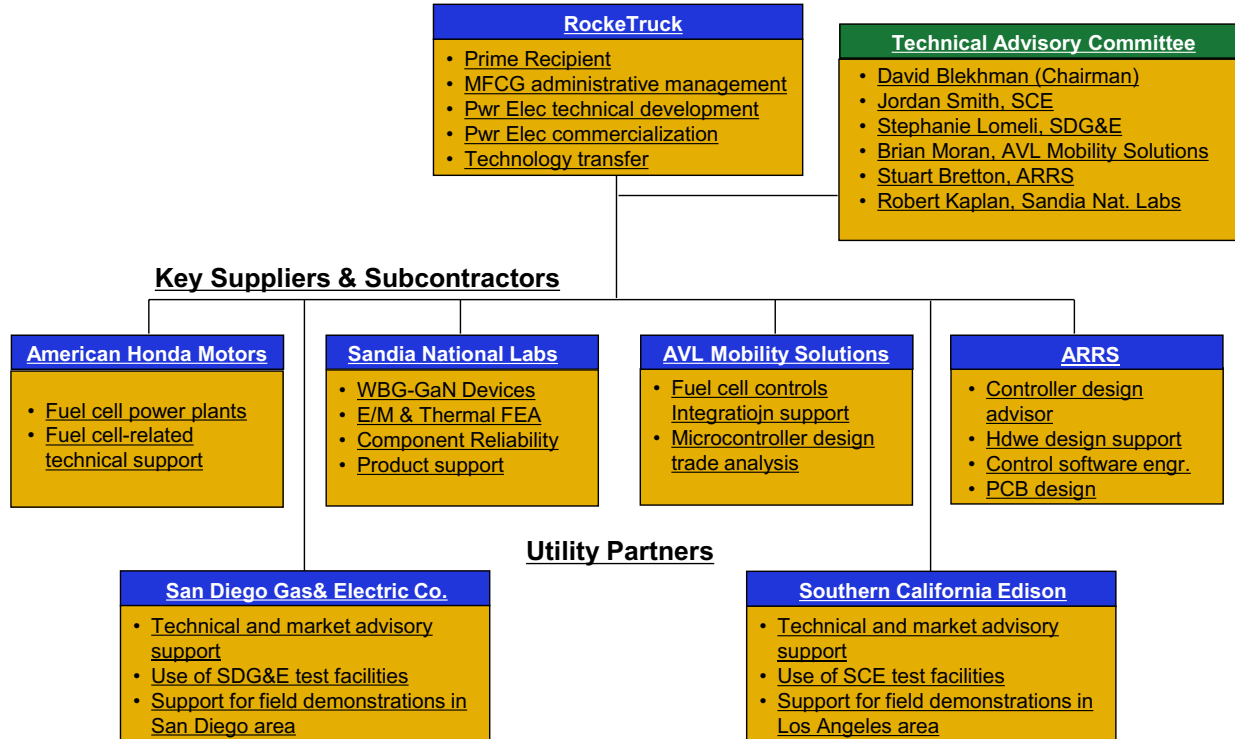 RockeTruck
• Prime Recipient
• MFCG administrative management
• Pwr Elec technical development
• Pwr Elec commercialization
• Technology transfer
Technical Advisory Committee
• David Blekhman (Chairman)
• Jordan Smith, SCE
• Stephanie Lomeli, SDG&E
• Brian Moran, AVL Mobility Solutions
• Stuart Bretton, ARRS
• Robert Kaplan, Sandia Nat. Labs
Key Suppliers & Subcontractors
American Honda Motors
• Fuel cell power plants
• Fuel cell-related
technical support
Sandia National Labs
• WBG-GaN Devices
• E/M & Thermal FEA
• Component Reliability
• Product support
AVL Mobility Solutions
• Fuel cell controls
Integratiojn support
• Microcontroller design
trade analysis
ARRS
• Controller design
advisor
• Hdwe design support
• Control software engr.
• PCB design
Utility Partners
San Diego Gas& Electric Co.
• Technical and market advisory
support
• Use of SDG&E test facilities
• Support for field demonstrations in
San Diego area
Southern California Edison
• Technical and market advisory
support
• Use of SCE test facilities
• Support for field demonstrations in
Los Angeles area